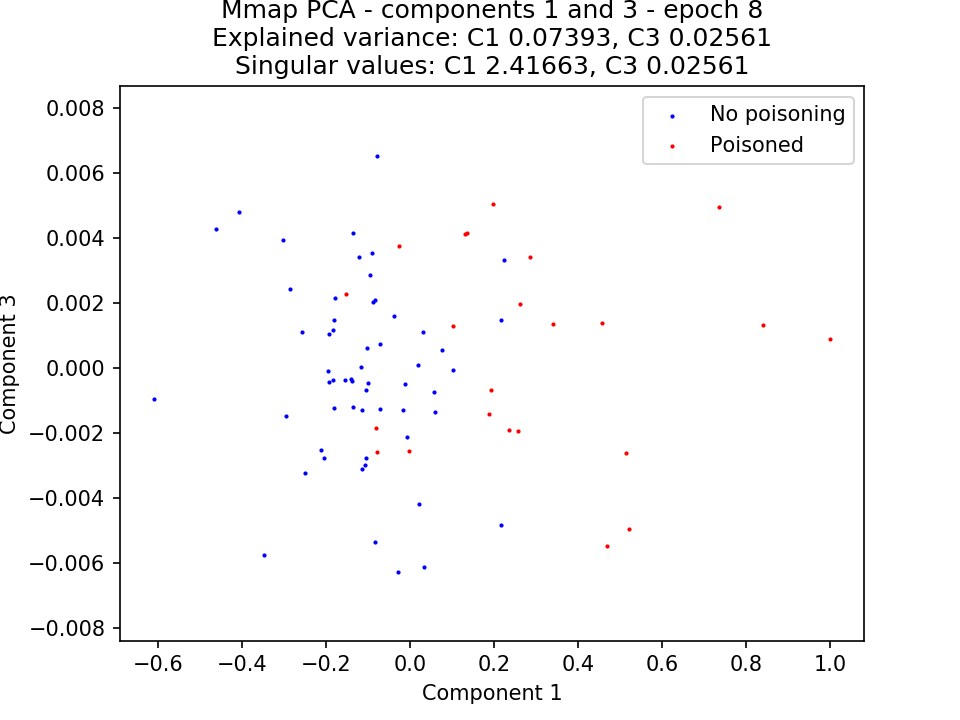 Mmap PCA - components 1 and 3 - epoch 8
Explained variance: C1 0.07393, C3 0.02561
Singular values: C1 2.41663, C3 0.02561
No poisoning
Poisoned
0.008
0.006
0.004
0.002
0.000
−0.002
−0.004
−0.006
−0.008
Component 3
−0.6
−0.4
−0.2
0.0
0.2
0.4
0.6
0.8
1.0
Component 1